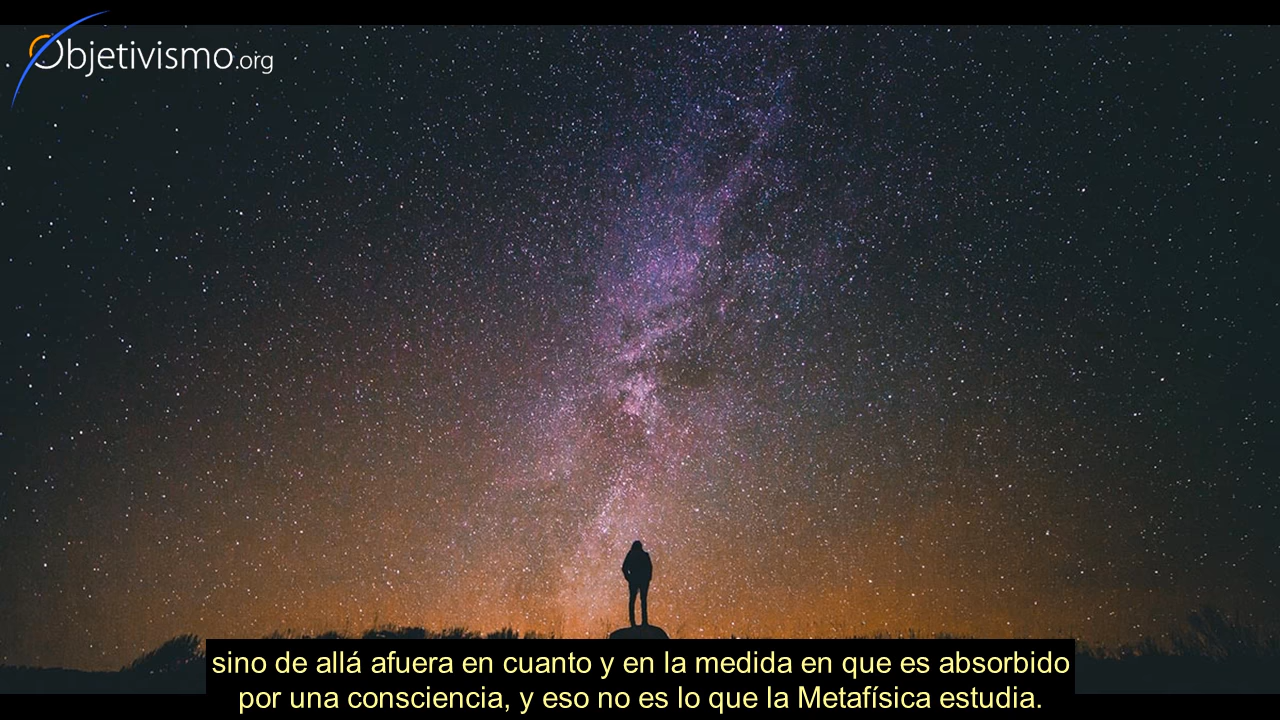 Objetivismo.org
sino de allá afuera en cuanto y en la medida en que es absorbido
por una consciencia, y eso no es lo que la Metafísica estudia.